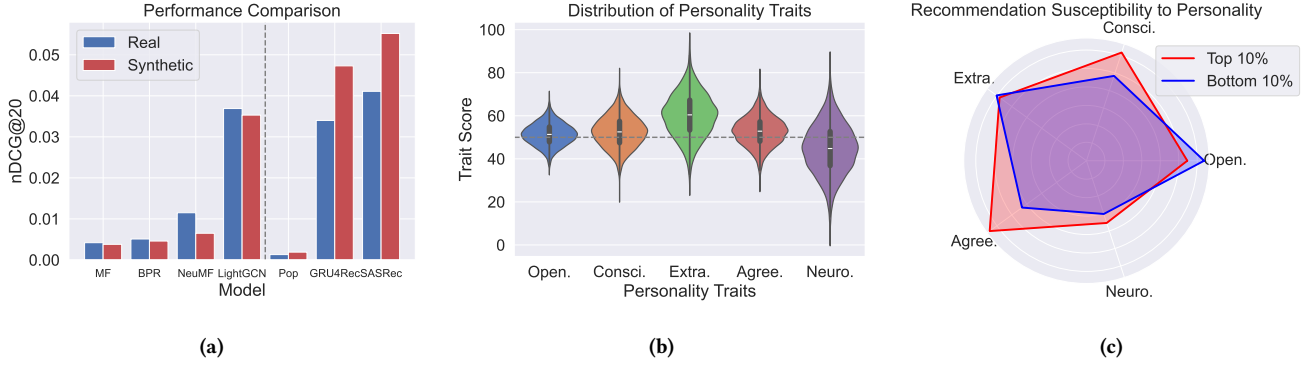 Performance Comparison
Real
Synthetic
nDCG@20
0.05
0.04
0.03
0.02
0.01
0.00
MF BPR NeuMF LightGCN Pop GRU4Rec SASRec
Model
(a)
Distribution of Personality Traits
Trait Score
100
80
60
40
20
0
Open. Consci. Extra. Agree. Neuro.
Personality Traits
(b)
Recommendation Susceptibility to Personality
Consci.
Top 10%
Bottom 10%
Extra.
Open.
Agree.
Neuro.
(c)